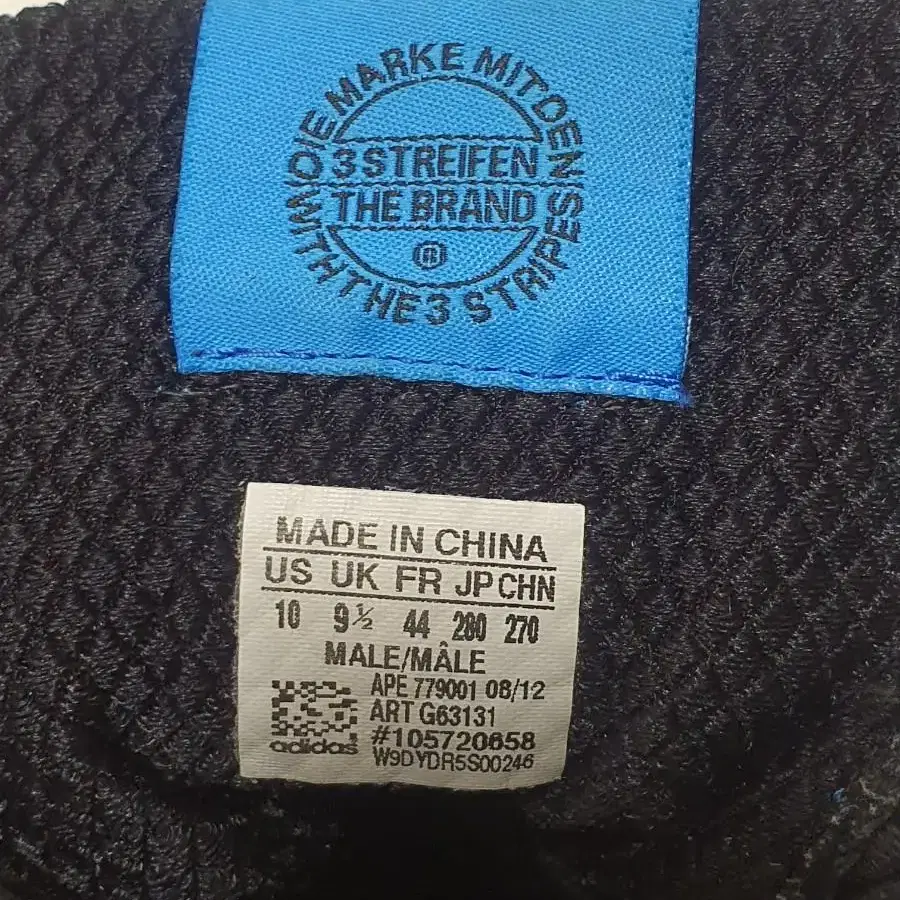 DIE MARKE MIT DEN
3 STREIFEN
THE BRAND
®
WITH THE 3 STRIPES
MADE IN CHINA
US UK FR JP CHN
10 9½ 44 280 270
MALE/MÂLE
APE 779001 08/12
ART G63131
#105720658
adidas
W9DYDR5S00246